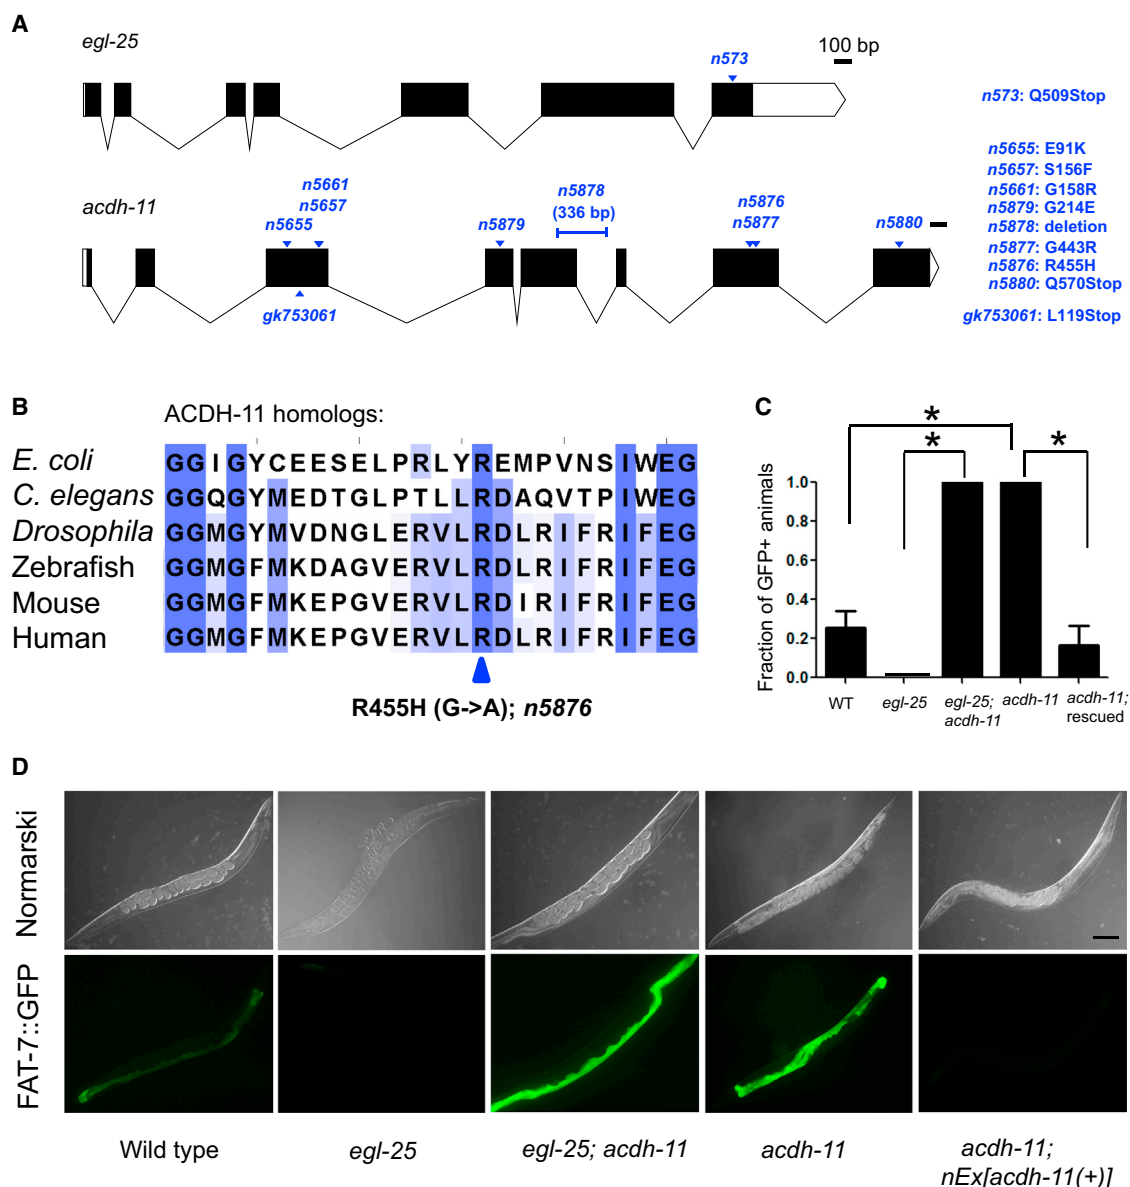 A
egl-25
n573
100 bp
n573: Q509Stop
acdh-11
n5661
n5657
n5655
n5879
n5878
(336 bp)
n5876
n5877
n5880
gk753061
n5655: E91K
n5657: S156F
n5661: G158R
n5879: G214E
n5878: deletion
n5877: G443R
n5876: R455H
n5880: Q570Stop
gk753061: L119Stop
B
ACDH-11 homologs:
E. coli GGIGYCEESELPRLYREMPVNSIWEG
C. elegans GGQGYMEDTGLPTLLRDAQVTPIWEG
Drosophila GGMGYMVDNGLERVLRDLRIFRIFEG
Zebrafish GGMGFMKDAGVERVLRDLRIFRIFEG
Mouse GGMGFMKEPGVERVLRDIRIFRIFEG
Human GGMGFMKEPGVERVLRDLRIFRIFEG
R455H (G->A); n5876
C
* * *
Fraction of GFP+ animals
1.0
0.8
0.6
0.4
0.2
0.0
WT
egl-25
egl-25;
acdh-11
acdh-11
acdh-11;
rescued
D
Normarski
FAT-7::GFP
Wild type
egl-25
egl-25; acdh-11
acdh-11
acdh-11;
nEx[acdh-11(+)]